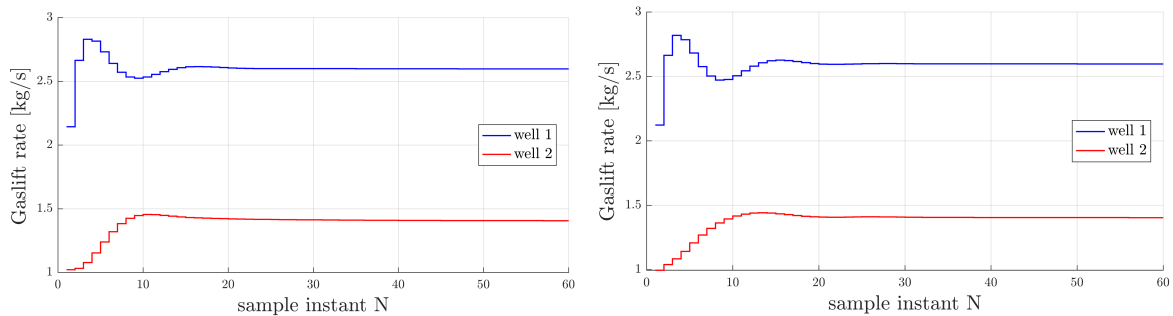 3
2.5
2
1.5
1
Gaslift rate [kg/s]
well 1
well 2
0 10 20 30 40 50 60
sample instant N
3
2.5
2
1.5
1
Gaslift rate [kg/s]
well 1
well 2
0 10 20 30 40 50 60
sample instant N